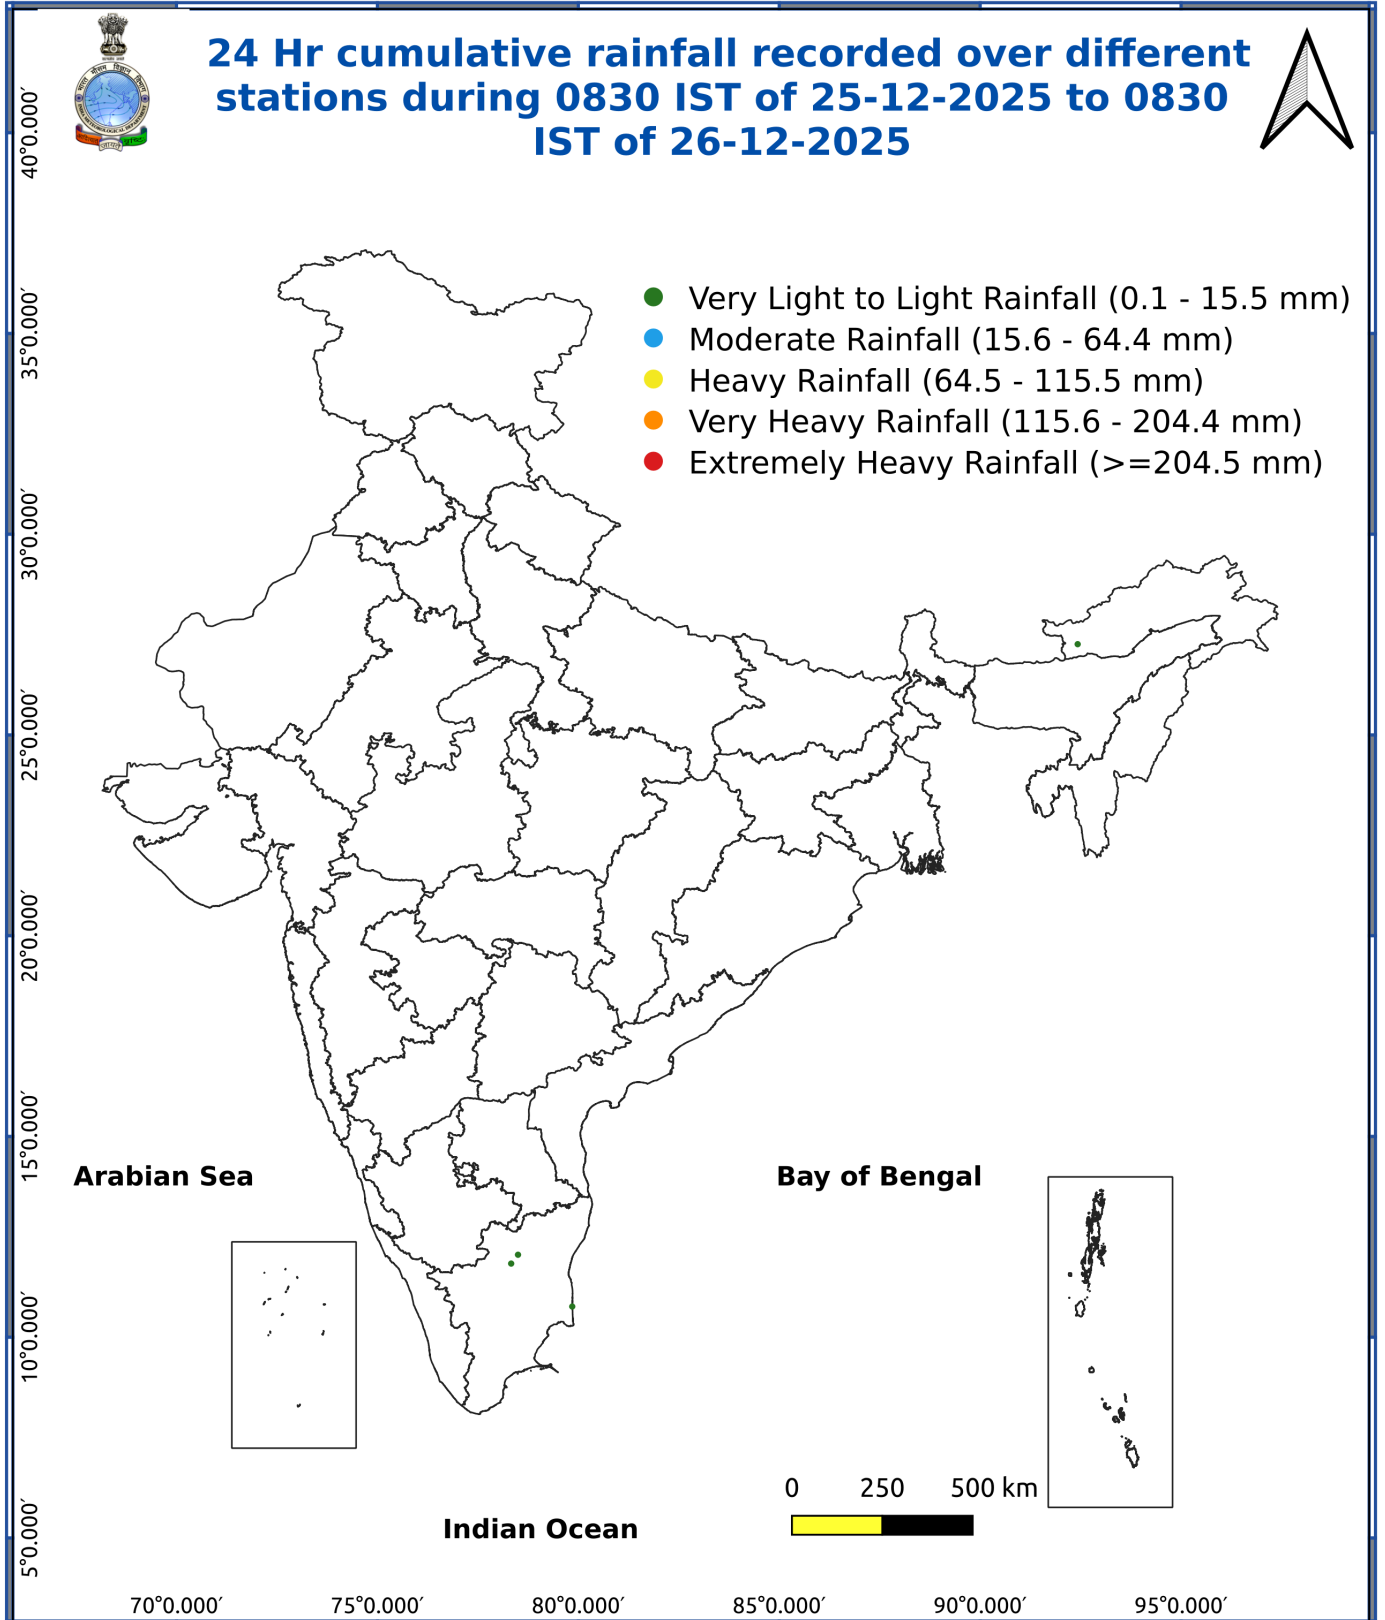 24 Hr cumulative rainfall recorded over different
stations during 0830 IST of 25-12-2025 to 0830
IST of 26-12-2025
Very Light to Light Rainfall (0.1 - 15.5 mm)
Moderate Rainfall (15.6 - 64.4 mm)
Heavy Rainfall (64.5 - 115.5 mm)
Very Heavy Rainfall (115.6 - 204.4 mm)
Extremely Heavy Rainfall (>=204.5 mm)
40°0.000′
35°0.000′
30°0.000′
25°0.000′
20°0.000′
15°0.000′
10°0.000′
5°0.000′
Arabian Sea
Bay of Bengal
Indian Ocean
0 250 500 km
70°0.000′ 75°0.000′ 80°0.000′ 85°0.000′ 90°0.000′ 95°0.000′